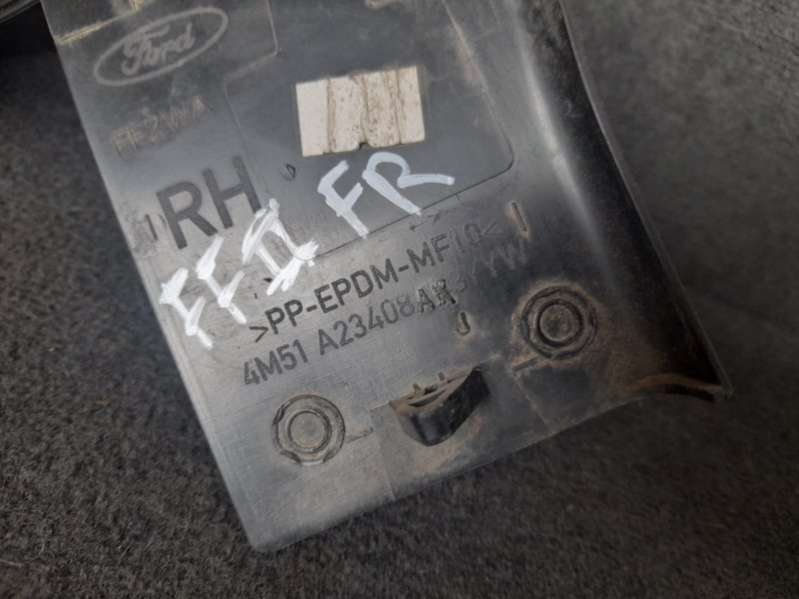 Ford
RH
FF II FR
>PP-EPDM-MF10<
4M51 A23408